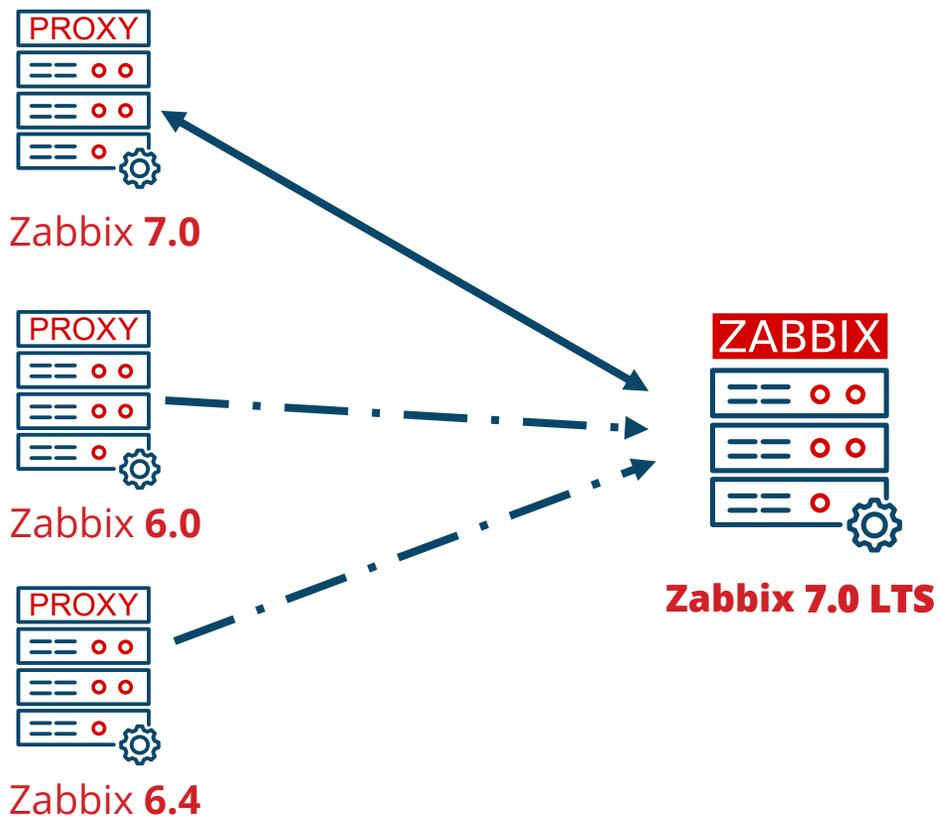 PROXY
Zabbix 7.0
PROXY
Zabbix 6.0
PROXY
Zabbix 6.4
ZABBIX
Zabbix 7.0 LTS